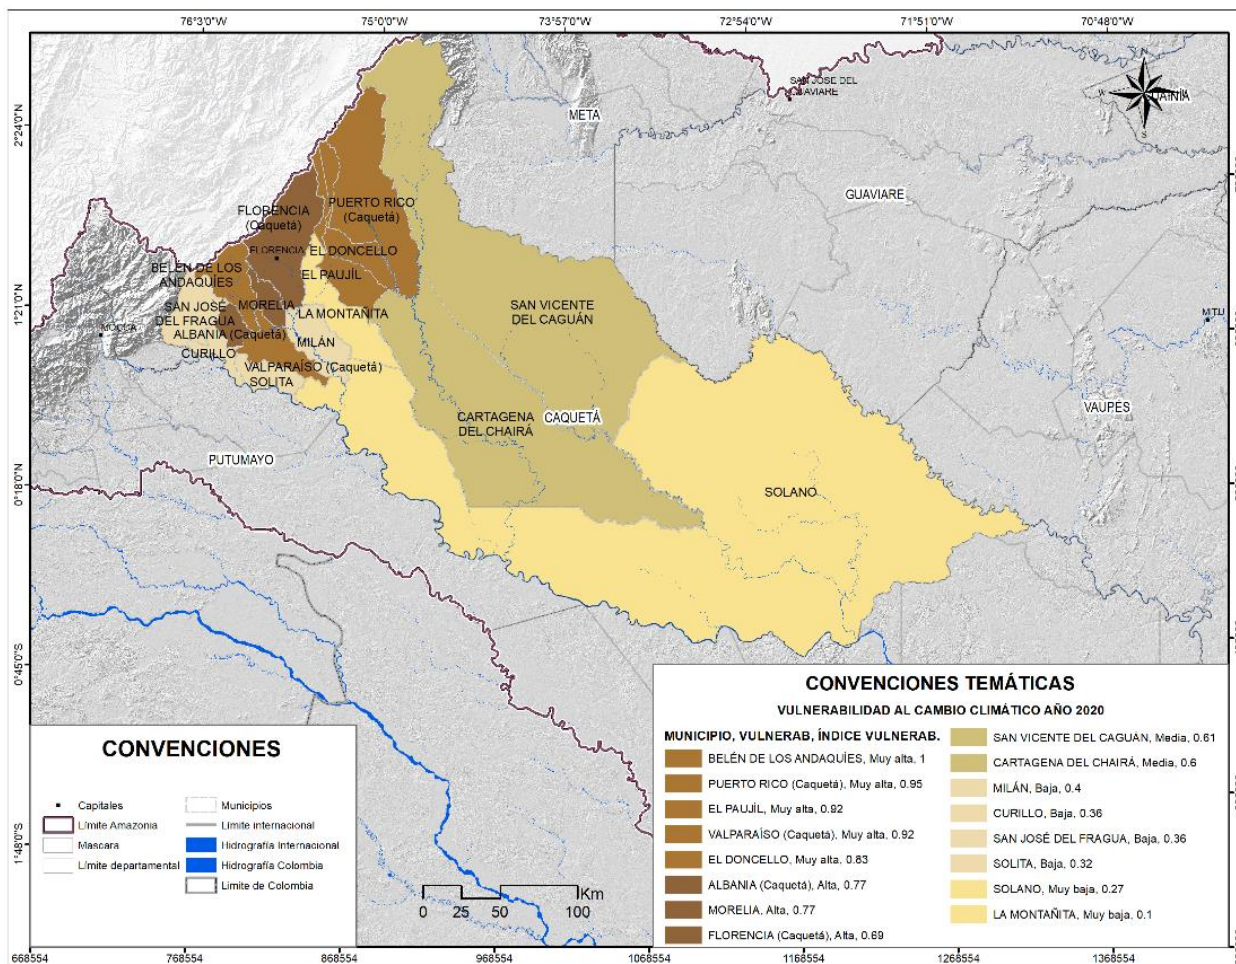 76°3'0"W 75°0'0"W 73°57'0"W 72°54'0"W 71°51'0"W 70°48'0"W
SAN JOSE DEL
GUAVIARE
N
W
S
META
2°24'0"N
GUAVIARE
PUERTO RICO
(Caquetá)
FLORENCIA
(Caquetá)
FLORENCIA
EL DONCELLO
BELÉN DE LOS
ANDAQUÍES
EL PAUJÍL
1°21'0"N
MORELIA
SAN JOSÉ
DEL FRAGUA
LA MONTAÑITA
SAN VICENTE
DEL CAGUÁN
MOCOA
ALBANIA (Caquetá)
MILÁN
CURILLO
VALPARAÍSO (Caquetá)
SOLITA
MITU
VAUPÉS
CARTAGENA
DEL CHAIRÁ
CAQUETÁ
PUTUMAYO
0°18'0"N
SOLANO
0°45'0"S
1°48'0"S
CONVENCIONES
Capitales
Límite Amazonia
Mascara
Límite departamental
Municipios
Límite internacional
Hidrografía Internacional
Hidrografía Colombia
Limite de Colombia
Km
0 25 50 100
CONVENCIONES TEMÁTICAS
VULNERABILIDAD AL CAMBIO CLIMÁTICO AÑO 2020
MUNICIPIO, VULNERAB, ÍNDICE VULNERAB.
BELÉN DE LOS ANDAQUÍES, Muy alta, 1
PUERTO RICO (Caquetá), Muy alta, 0.95
EL PAUJÍL, Muy alta, 0.92
VALPARAÍSO (Caquetá), Muy alta, 0.92
EL DONCELLO, Muy alta, 0.83
ALBANIA (Caquetá), Alta, 0.77
MORELIA, Alta, 0.77
FLORENCIA (Caquetá), Alta, 0.69
SAN VICENTE DEL CAGUÁN, Media, 0.61
CARTAGENA DEL CHAIRÁ, Media, 0.6
MILÁN, Baja, 0.4
CURILLO, Baja, 0.36
SAN JOSÉ DEL FRAGUA, Baja, 0.36
SOLITA, Baja, 0.32
SOLANO, Muy baja, 0.27
LA MONTAÑITA, Muy baja, 0.1
668554 768554 868554 968554 1068554 1168554 1268554 1368554